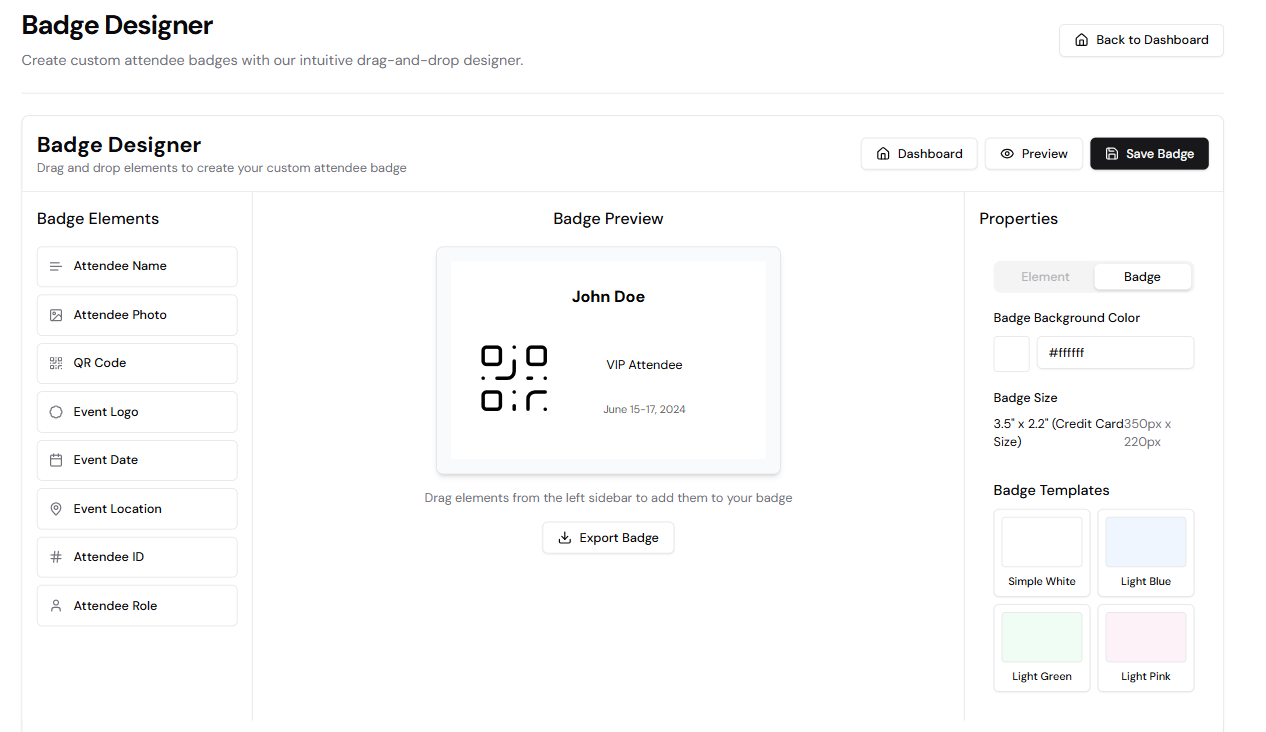 Badge Designer
Create custom attendee badges with our intuitive drag-and-drop designer.
Back to Dashboard
Badge Designer
Drag and drop elements to create your custom attendee badge
Dashboard
Preview
Save Badge
Badge Elements
Attendee Name
Attendee Photo
QR Code
Event Logo
Event Date
Event Location
Attendee ID
Attendee Role
Badge Preview
John Doe
VIP Attendee
June 15-17, 2024
Drag elements from the left sidebar to add them to your badge
Export Badge
Properties
Element
Badge
Badge Background Color
#ffffff
Badge Size
3.5" x 2.2" (Credit Card
Size)
350px x
220px
Badge Templates
Simple White
Light Blue
Light Green
Light Pink